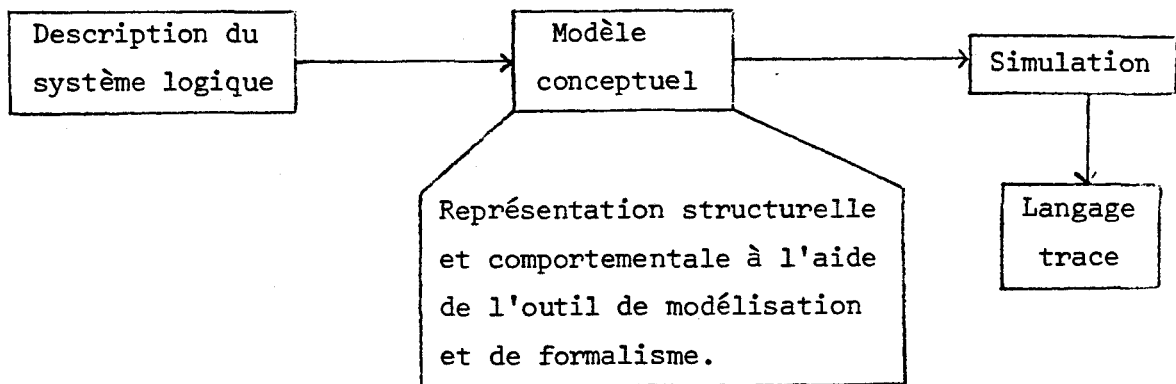 Description du
système logique
Modèle
conceptuel
Simulation
Langage
trace
Représentation structurelle
et comportementale à l'aide
de l'outil de modélisation
et de formalisme.